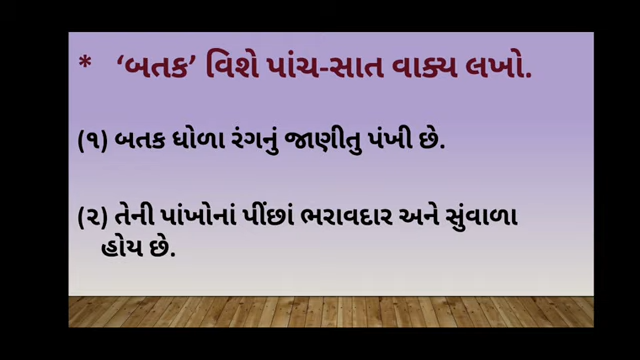 * ‘બતક’ વિશે પાંચ-સાત વાક્ય લખો.
(૧) બતક ધોળા રંગનું જાણીતુ પંખી છે.
(૨) તેની પાંખોનાં પીંછાં ભરાવદાર અને સુંવાળા
હોય છે.